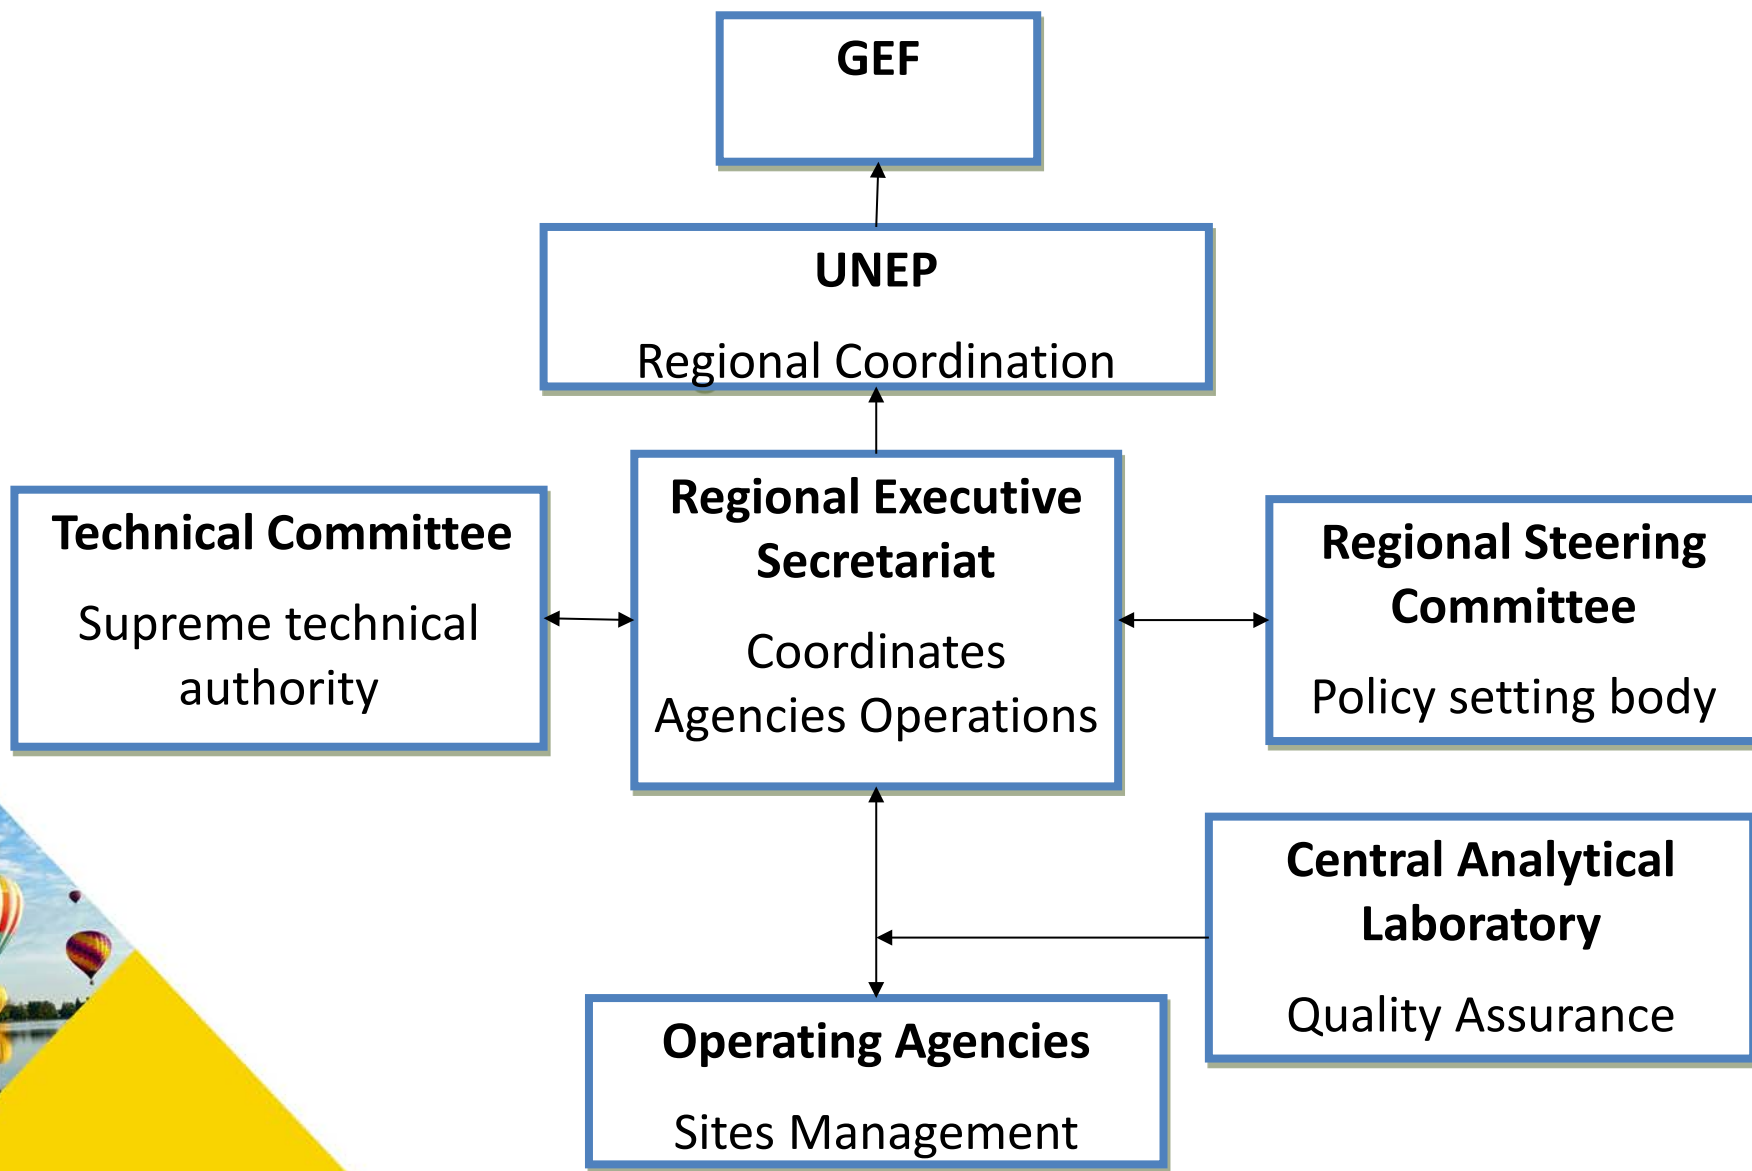 GEF
UNEP
Regional Coordination
Technical Committee
Supreme technical
authority
Regional Executive
Secretariat
Coordinates
Agencies Operations
Regional Steering
Committee
Policy setting body
Central Analytical
Laboratory
Quality Assurance
Operating Agencies
Sites Management